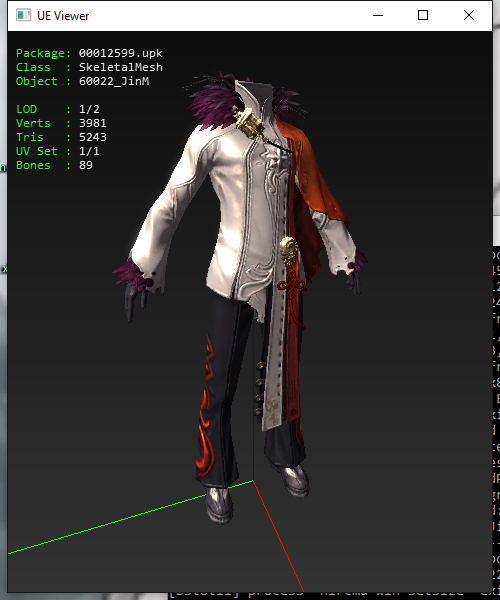 UE Viewer
Package: 00012599.upk
Class : SkeletalMesh
Object : 60022_JinM
LOD : 1/2
Verts : 3981
Tris : 5243
UV Set : 1/1
Bones : 89